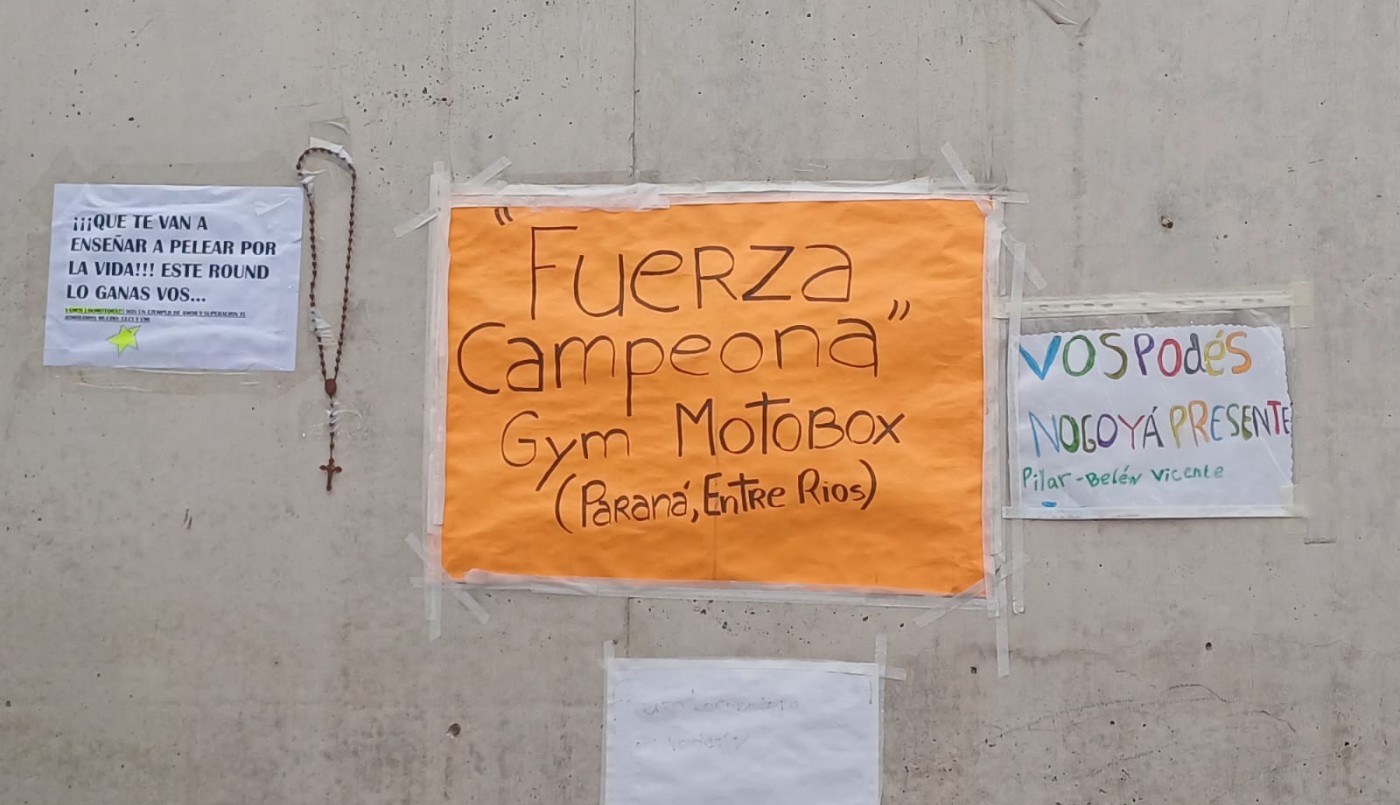 ¡¡¡QUE TE VAN A
ENSEÑAR A PELEAR POR
LA VIDA!!! ESTE ROUND
LO GANAS VOS...
"Fuerza
Campeona"
Gym MotoBox
(Paraná, Entre Rios)
VOS PODÉS
NOGOYÁ PRESENTE
Pilar - Belén Vicente